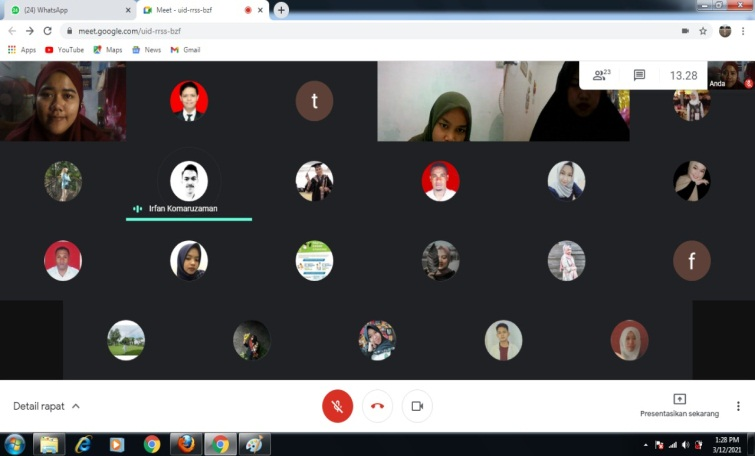 (24) WhatsApp
Meet - uid-rrss-bzf
meet.google.com/uid-rrss-bzf
Apps YouTube Maps News Gmail
23
13.28
Anda
t
Irfan Komaruzaman
f
Detail rapat
Presentasikan sekarang
1:28 PM
3/12/2021